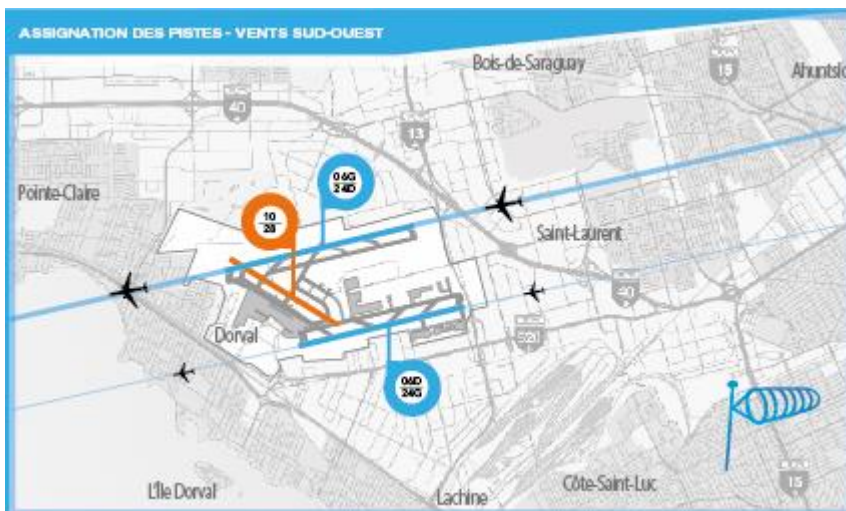 ASSIGNATION DES PISTES - VENTS SUD-OUEST
Bois-de-Saraguay
15
Ahuntsic
40
13
Pointe-Claire
06G
24D
10
28
Saint-Laurent
40
Dorval
520
06D
24G
L'Île Dorval
Lachine
Côte-Saint-Luc
15